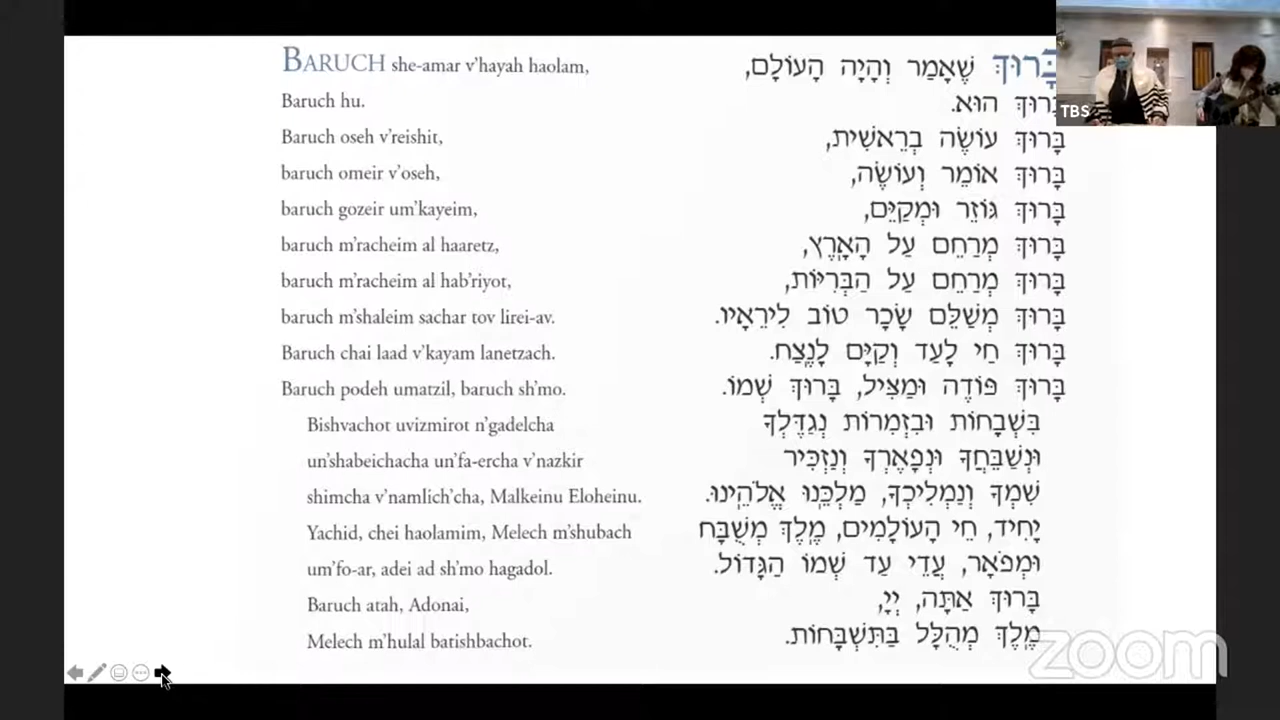 BARUCH she-amar v'hayah haolam,
Baruch hu.
Baruch oseh v'reishit,
baruch omeir v'oseh,
baruch gozeir um'kayeim,
baruch m'racheim al haaretz,
baruch m'racheim al hab'riyot,
baruch m'shaleim sachar tov lirei-av.
Baruch chai laad v'kayam lanetzach.
Baruch podeh umatzil, baruch sh'mo.
Bishvachot uvizmirot n'gadelcha
un'shabeichacha un'fa-ercha v'nazkir
shimcha v'namlich'cha, Malkeinu Eloheinu.
Yachid, chei haolamim, Melech m'shubach
um'fo-ar, adei ad sh'mo hagadol.
Baruch atah, Adonai,
Melech m'hulal batishbachot.
בָּרוּךְ שֶׁאָמַר וְהָיָה הָעוֹלָם,
בָּרוּךְ הוּא.
בָּרוּךְ עוֹשֶׂה בְרֵאשִׁית,
בָּרוּךְ אוֹמֵר וְעוֹשֶׂה,
בָּרוּךְ גּוֹזֵר וּמְקַיֵּם,
בָּרוּךְ מְרַחֵם עַל הָאָֽרֶץ,
בָּרוּךְ מְרַחֵם עַל הַבְּרִיּוֹת,
בָּרוּךְ מְשַׁלֵּם שָׂכָר טוֹב לִירֵאָיו.
בָּרוּךְ חַי לָעַד וְקַיָּם לָנֶֽצַח.
בָּרוּךְ פּוֹדֶה וּמַצִּיל, בָּרוּךְ שְׁמוֹ.
בִּשְׁבָחוֹת וּבִזְמִרוֹת נְגַדֶּלְךָ
וּנְשַׁבֵּחֲךָ וּנְפָאֶרְךָ וְנַזְכִּיר
שִׁמְךָ וְנַמְלִיכְךָ, מַלְכֵּֽנוּ אֱלֹהֵֽינוּ.
יָחִיד, חֵי הָעוֹלָמִים, מֶֽלֶךְ מְשֻׁבָּח
וּמְפֹאָר, עֲדֵי עַד שְׁמוֹ הַגָּדוֹל.
בָּרוּךְ אַתָּה, יְיָ,
מֶֽלֶךְ מְהֻלָּל בַּתִּשְׁבָּחוֹת.
TBS
zoom